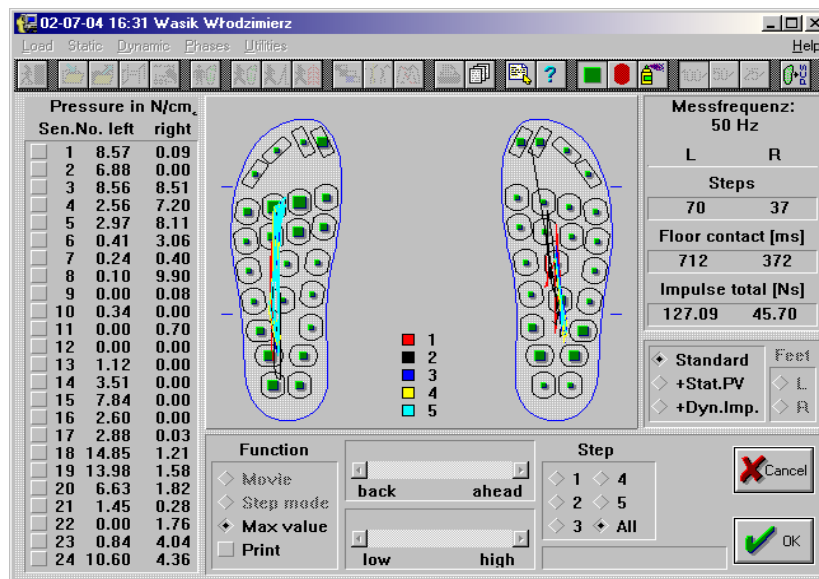 02-07-04 16:31 Wasik Włodzimierz
Load Static Dynamic Phases Utilities Help
100% 50% 25%
Pressure in N/cm
Sen.No. left right
1 8.57 0.09
2 6.88 0.00
3 8.56 8.51
4 2.56 7.20
5 2.97 8.11
6 0.41 3.06
7 0.24 0.40
8 0.10 9.90
9 0.00 0.08
10 0.34 0.00
11 0.00 0.70
12 0.00 0.00
13 1.12 0.00
14 3.51 0.00
15 7.84 0.00
16 2.60 0.00
17 2.88 0.03
18 14.85 1.21
19 13.98 1.58
20 6.63 1.82
21 1.45 0.28
22 0.00 1.76
23 0.84 4.04
24 10.60 4.36
1
2
3
4
5
Messfrequenz:
50 Hz
L R
Steps
70 37
Floor contact [ms]
712 372
Impulse total [Ns]
127.09 45.70
Standard
+Stat.PV
+Dyn.Imp.
Feet
L
R
Function
Movie
Step mode
Max value
Print
back ahead
low high
Step
1 4
2 5
3 All
Cancel
OK